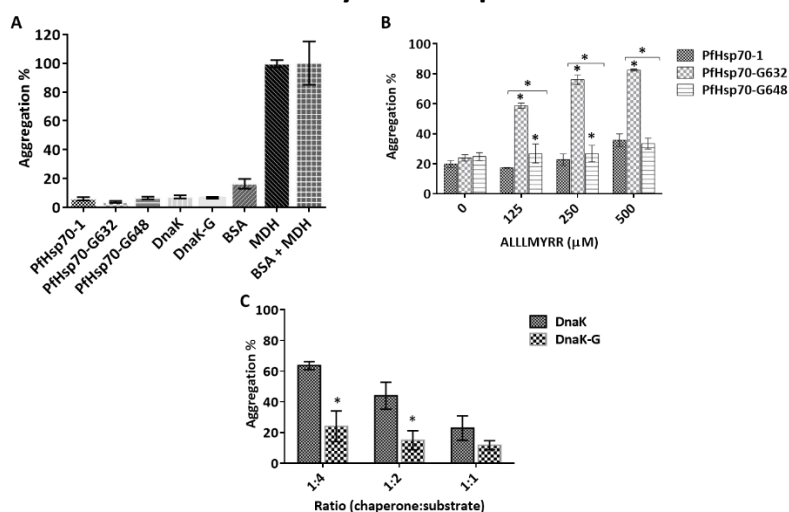 A
Aggregation %
120
100
80
60
40
20
0
PfHsp70-1
PfHsp70-G632
PfHsp70-G648
DnaK
DnaK-G
BSA
MDH
BSA + MDH
B
Aggregation %
100
80
60
40
20
0
* * *
* * *
* *
0 125 250 500
ALLLMYRR (μM)
PfHsp70-1
PfHsp70-G632
PfHsp70-G648
C
Aggregation %
100
80
60
40
20
0
* *
1:4 1:2 1:1
Ratio (chaperone:substrate)
DnaK
DnaK-G